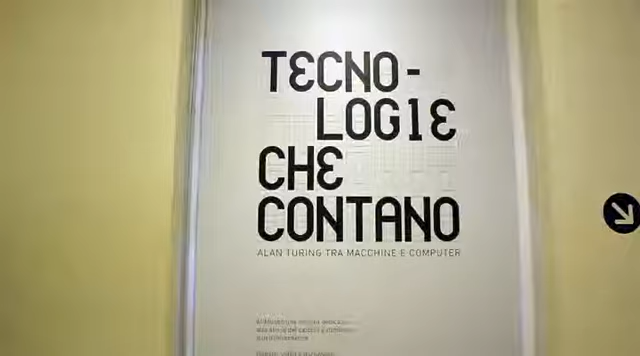 TECNO-
LOGIE
CHE
CONTANO
ALAN TURING TRA MACCHINE E COMPUTER